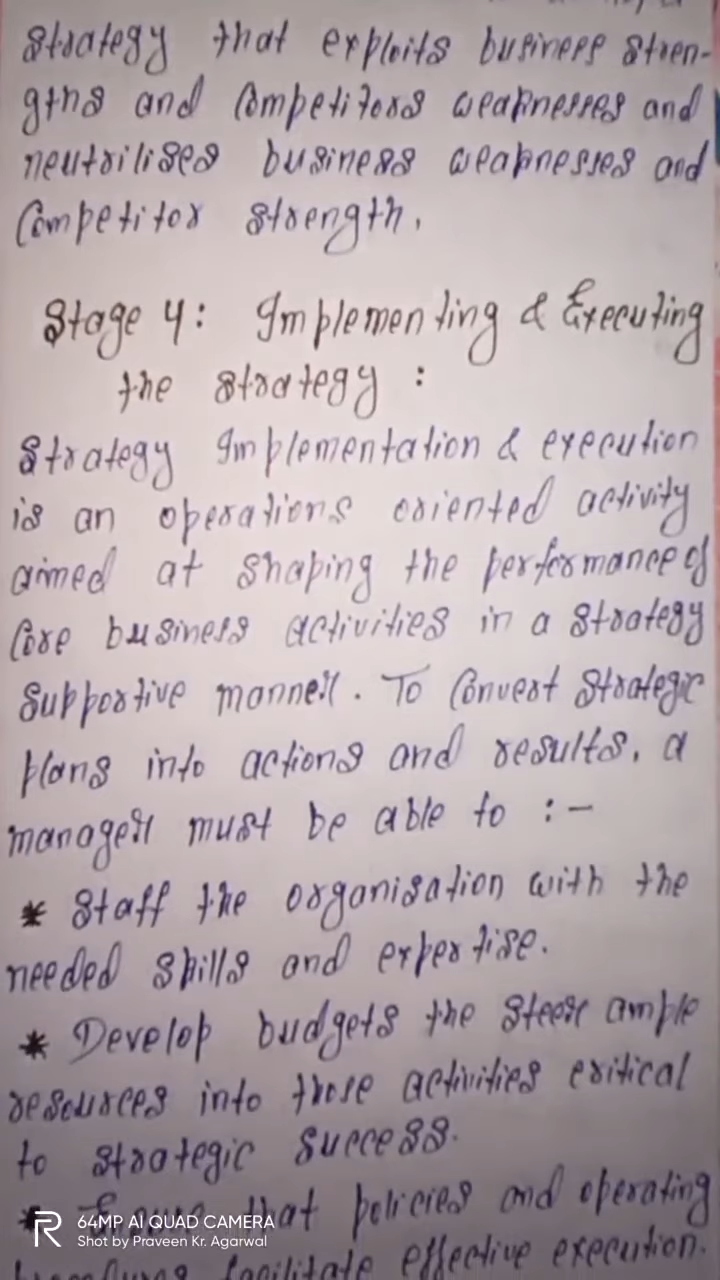 strategy that exploits business stren-
gths and Competitors weaknesses and
neutrilises business weaknesses and
Competitor strength.
Stage 4: Implementing & Executing
the strategy :
Strategy Implementation & execution
is an operations oriented activity
aimed at shaping the performance of
Core business activities in a strategy
supportive manner. To Convert strategic
plans into actions and results, a
manager must be able to :-
* Staff the organisation with the
needed skills and expertise.
* Develop budgets the steer ample
resources into those activities critical
to strategic success.
* that policies and operating
facilitate effective execution.
64MP AI QUAD CAMERA
Shot by Praveen Kr. Agarwal